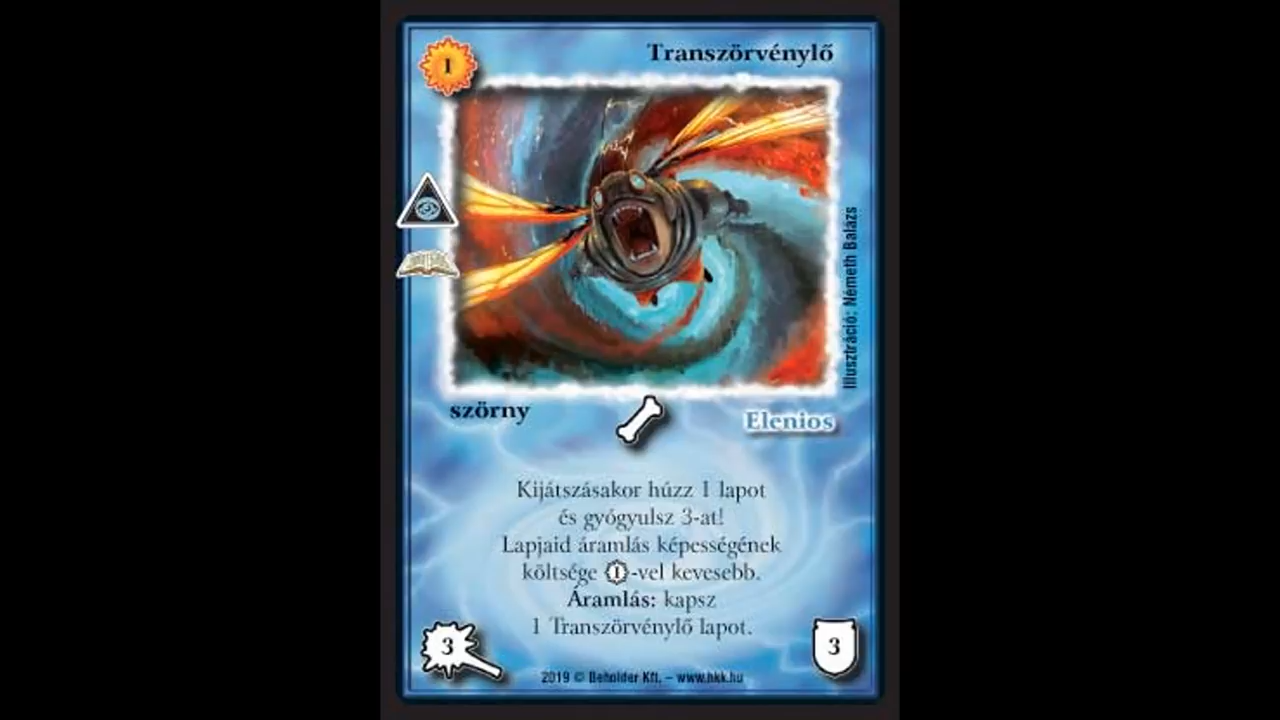 1
Transzörvénylő
Illusztráció: Németh Balázs
szörny
Elenios
Kijátszásakor húzz 1 lapot
és gyógyulsz 3-at!
Lapjaid áramlás képességének
költsége 1-vel kevesebb.
Áramlás: kapsz
1 Transzörvénylő lapot.
3
3
2019 © Beholder Kft. – www.hkk.hu